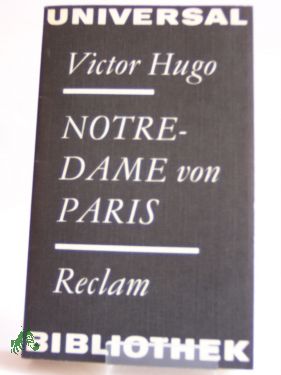 UNIVERSAL
Victor Hugo
NOTRE-
DAME von
PARIS
Reclam
BIBLIOTHEK